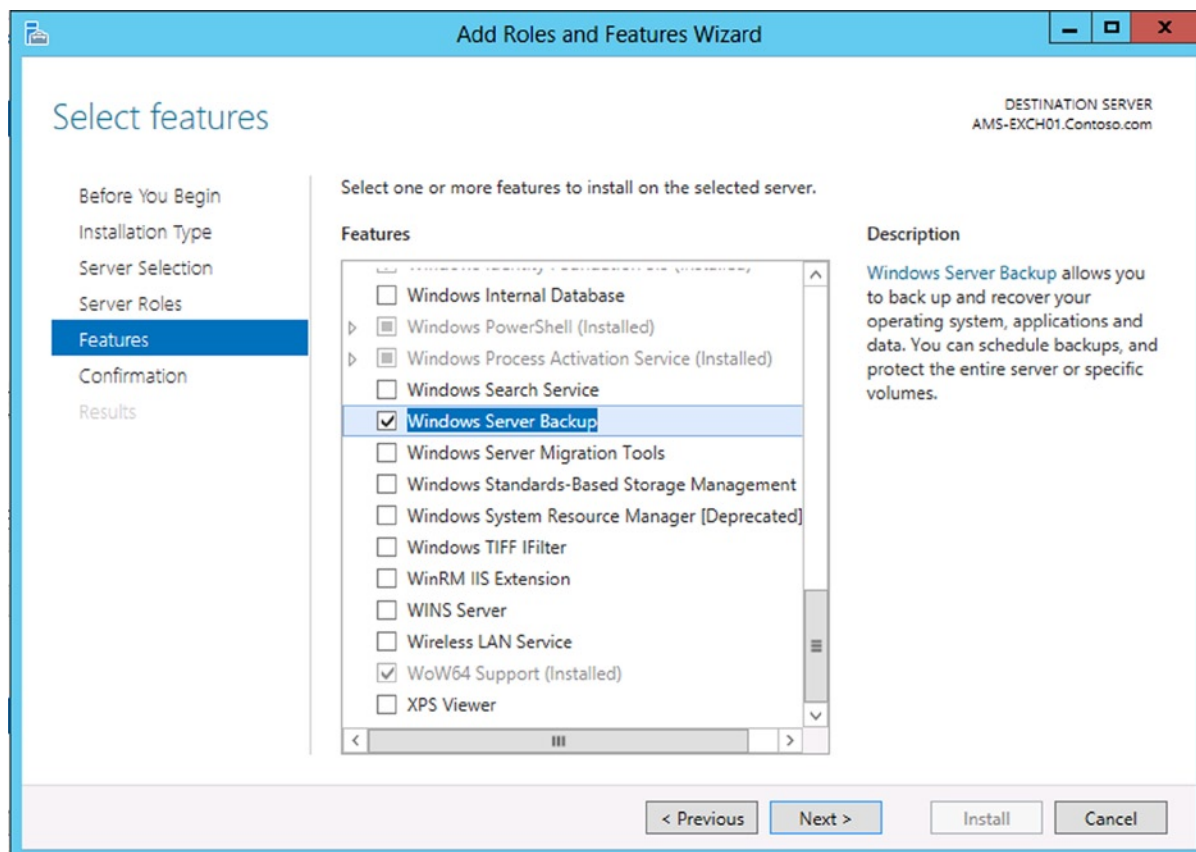 Add Roles and Features Wizard
Select features
DESTINATION SERVER
AMS-EXCH01.Contoso.com
Before You Begin
Installation Type
Server Selection
Server Roles
Features
Confirmation
Results
Select one or more features to install on the selected server.
Features
Windows Internal Database
Windows PowerShell (Installed)
Windows Process Activation Service (Installed)
Windows Search Service
Windows Server Backup
Windows Server Migration Tools
Windows Standards-Based Storage Management
Windows System Resource Manager [Deprecated]
Windows TIFF IFilter
WinRM IIS Extension
WINS Server
Wireless LAN Service
WoW64 Support (Installed)
XPS Viewer
Description
Windows Server Backup allows you
to back up and recover your
operating system, applications and
data. You can schedule backups, and
protect the entire server or specific
volumes.
< Previous
Next >
Install
Cancel